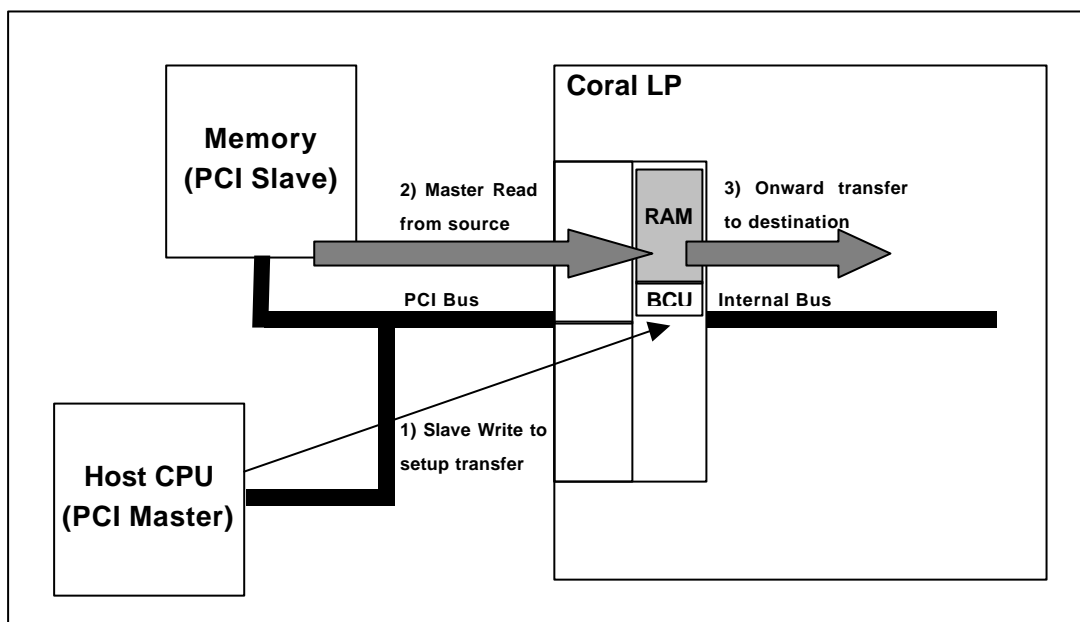 Coral LP
Memory
(PCI Slave)
2) Master Read
from source
RAM
3) Onward transfer
to destination
PCI Bus
BCU
Internal Bus
1) Slave Write to
setup transfer
Host CPU
(PCI Master)